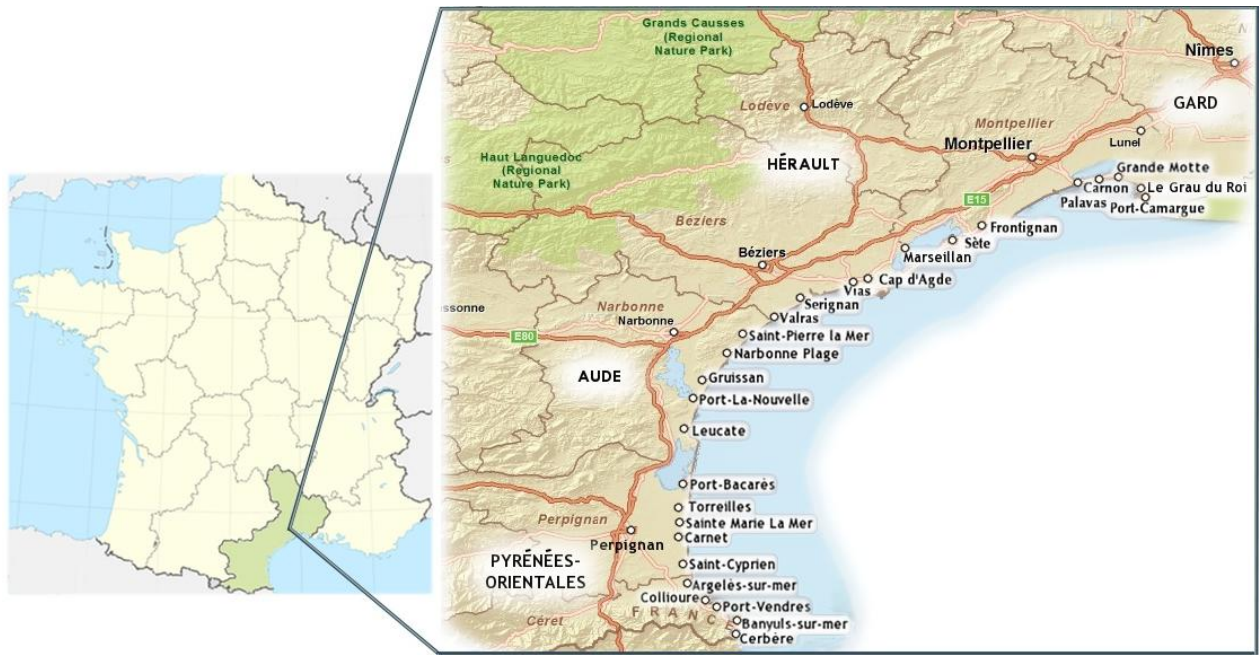 Grands Causses
(Regional
Nature Park)
Nîmes
GARD
Lodève
Lodève
Montpellier
Montpellier
Lunel
Haut Languedoc
(Regional
Nature Park)
HÉRAULT
Grande Motte
Carnon
Le Grau du Roi
Palavas
Port-Camargue
E15
Béziers
Frontignan
Sète
Béziers
Marseillan
Cap d'Agde
Vias
ssonne
Narbonne
Serignan
Narbonne
Valras
E80
Saint-Pierre la Mer
Narbonne Plage
AUDE
Gruissan
Port-La-Nouvelle
Leucate
Port-Bacarès
Torreilles
Perpignan
Sainte Marie La Mer
Carnet
Perpignan
PYRÉNÉES-
ORIENTALES
Saint-Cyprien
Argelès-sur-mer
Collioure
Port-Vendres
FRANCE
Céret
Banyuls-sur-mer
Cerbère